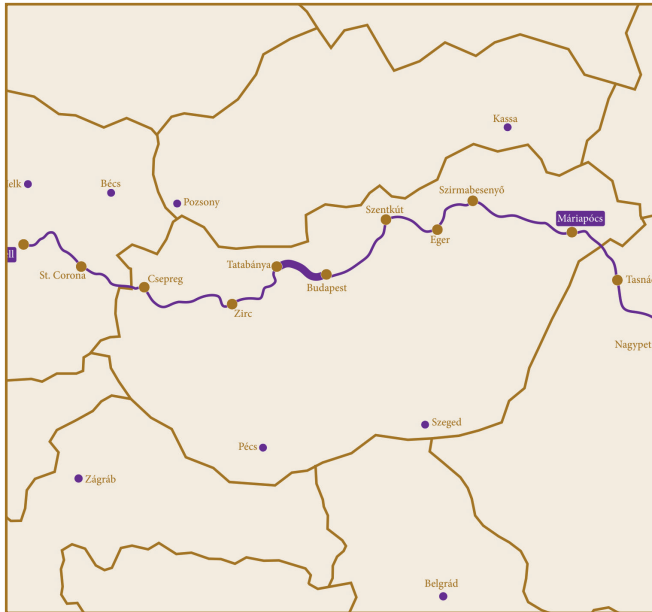 Kassa
elk
Bécs
Pozsony
Szirmabesenyő
Szentkút
Máriapócs
Eger
ll
St. Corona
Csepreg
Tatabánya
Budapest
Tasnád
Zirc
Nagypet
Szeged
Pécs
Zágráb
Belgrád